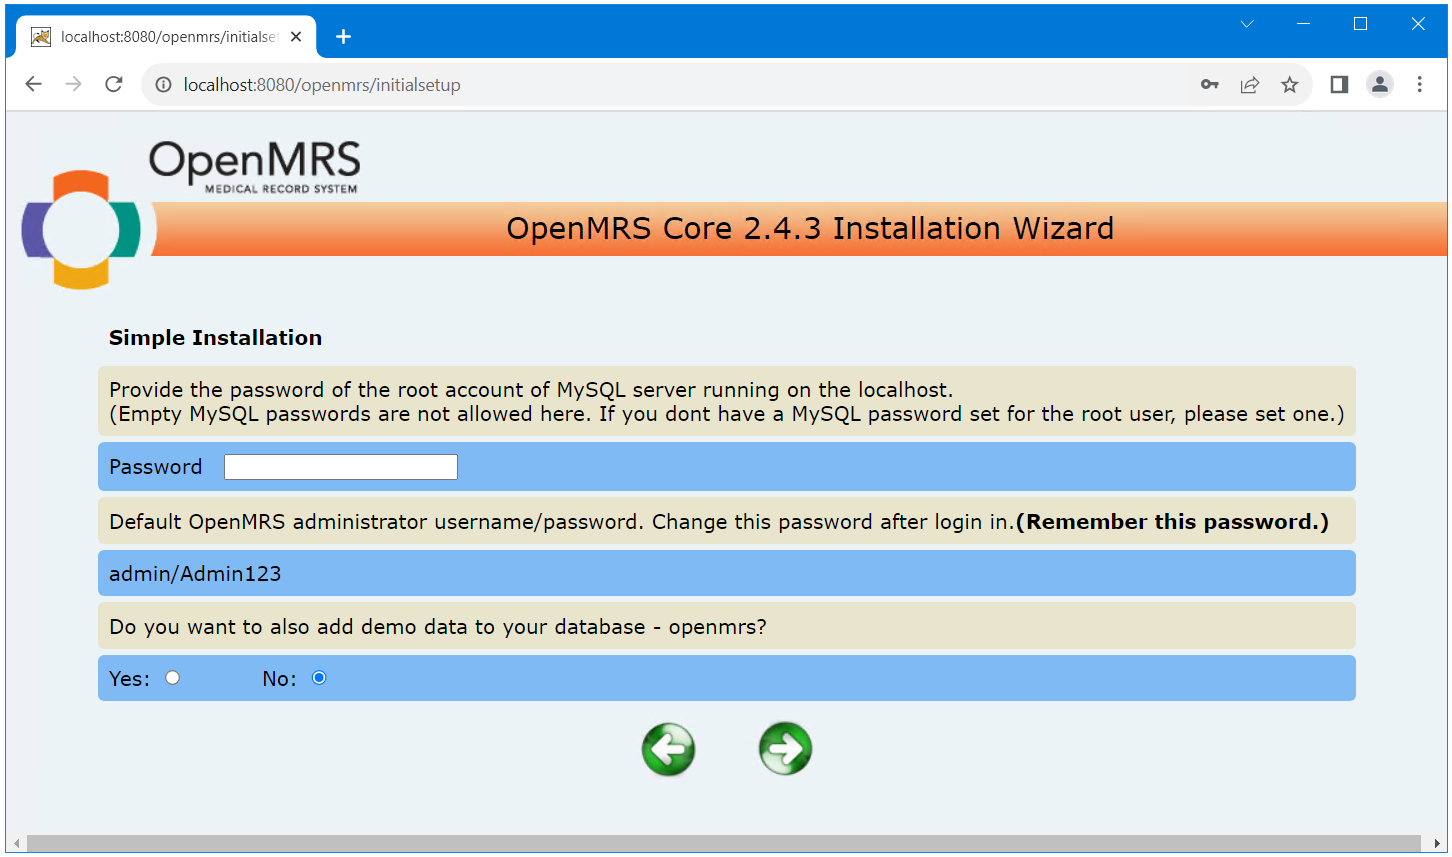 localhost:8080/openmrs/initialse
localhost:8080/openmrs/initialsetup
OpenMRS
MEDICAL RECORD SYSTEM
OpenMRS Core 2.4.3 Installation Wizard
Simple Installation
Provide the password of the root account of MySQL server running on the localhost.
(Empty MySQL passwords are not allowed here. If you dont have a MySQL password set for the root user, please set one.)
Password
Default OpenMRS administrator username/password. Change this password after login in.(Remember this password.)
admin/Admin123
Do you want to also add demo data to your database - openmrs?
Yes: No: